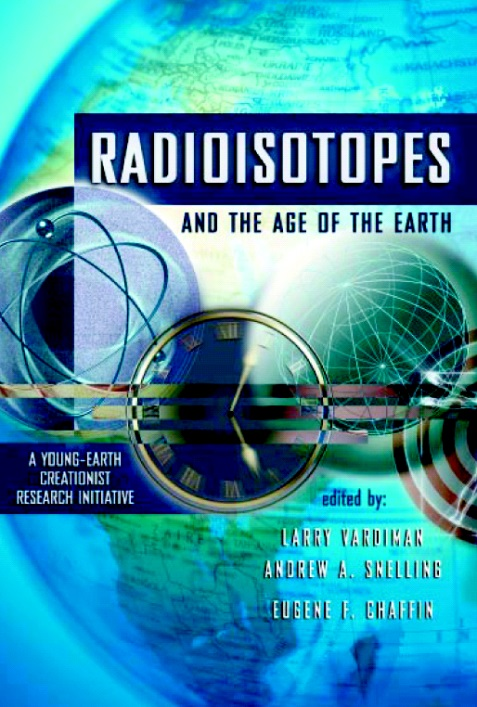 RADIOISOTOPES
AND THE AGE OF THE EARTH
A YOUNG-EARTH
CREATIONIST
RESEARCH INITIATIVE
edited by:
LARRY VARDIMAN
ANDREW A. SNELLING
EUGENE F. CHAFFIN